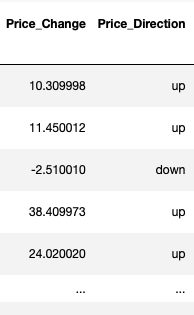 Price_Change Price_Direction
10.309998 up
11.450012 up
-2.510010 down
38.409973 up
24.020020 up
... ...